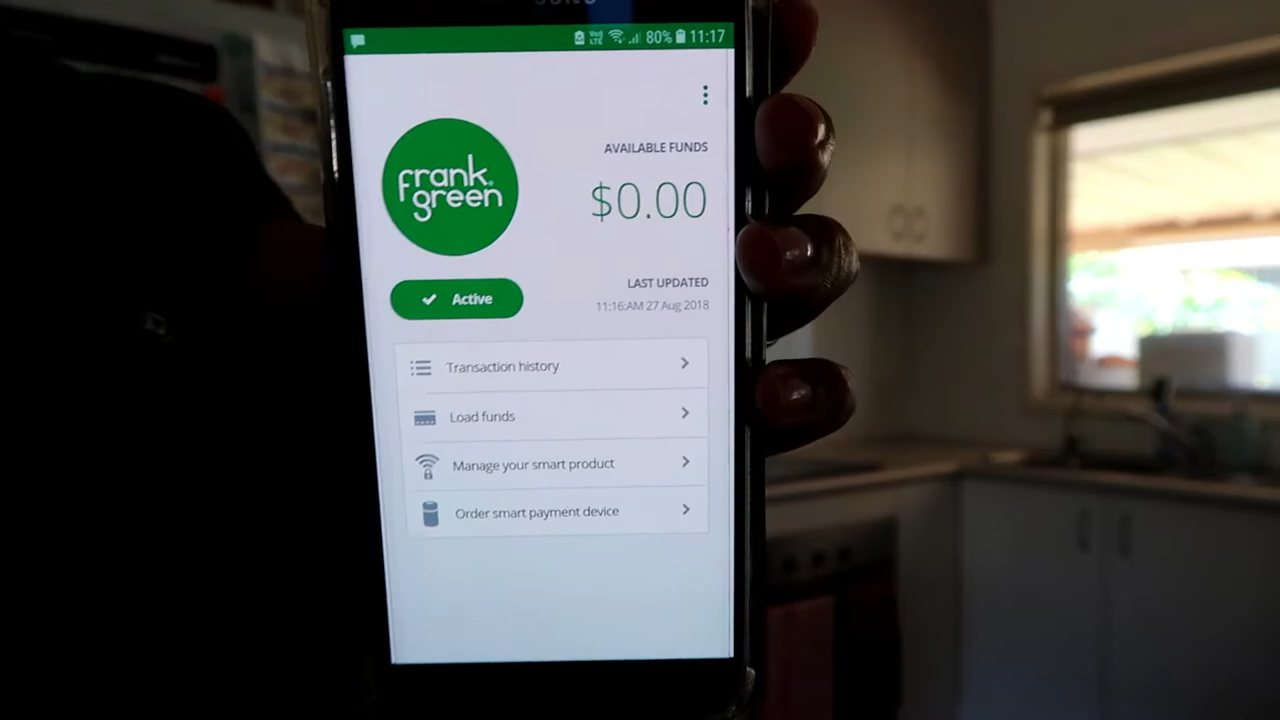 VoLTE 80% 11:17
AVAILABLE FUNDS
frank
green
$0.00
Active
LAST UPDATED
11:16:AM 27 Aug 2018
Transaction history
Load funds
Manage your smart product
Order smart payment device